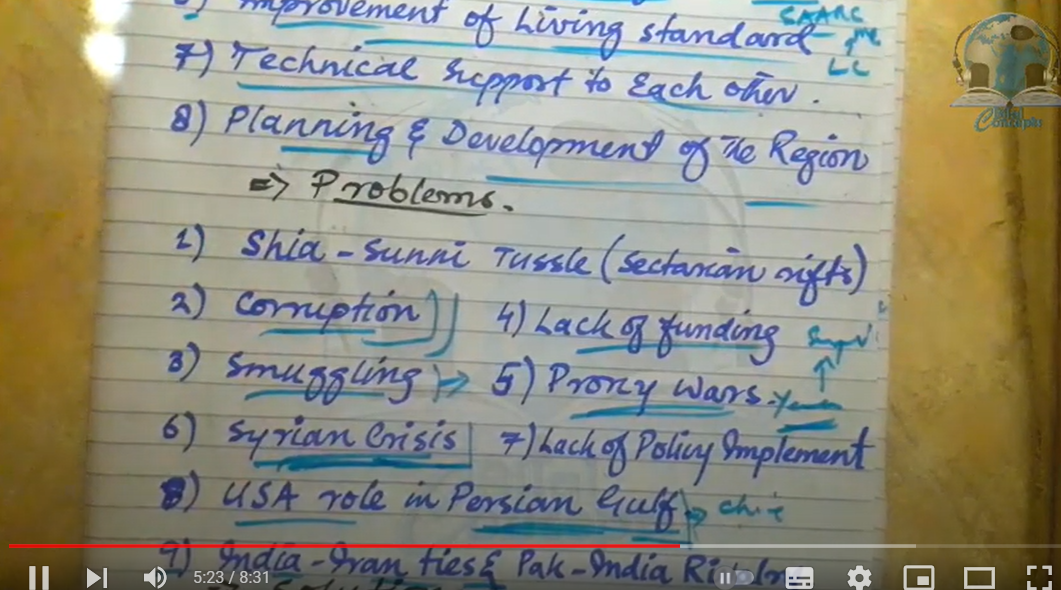 6) Improvement of Living standard
SAARC
LC
7) Technical support to Each other.
8) Planning & Development of The Region
=> Problems.
1) Shia - Sunni Tussle (Sectarian rifts)
2) Corruption 4) Lack of funding
3) Smuggling 5) Proxy Wars. Yemen
6) Syrian Crisis 7) Lack of Policy Implement
8) USA role in Persian Gulf
9) India-Iran ties & Pak-India
5:23 / 8:31
Concepts